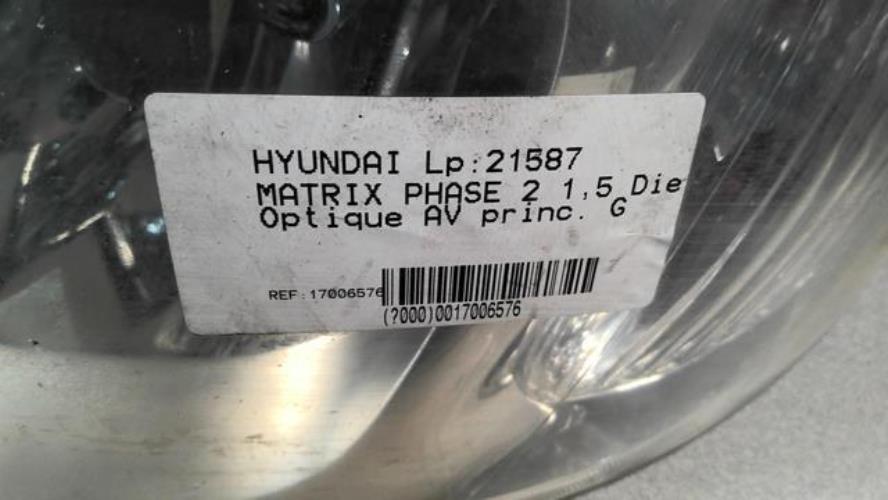 HYUNDAI Lp:21587
MATRIX PHASE 2 1,5 Die
Optique AV princ. G
REF:17006576
(?000)0017006576